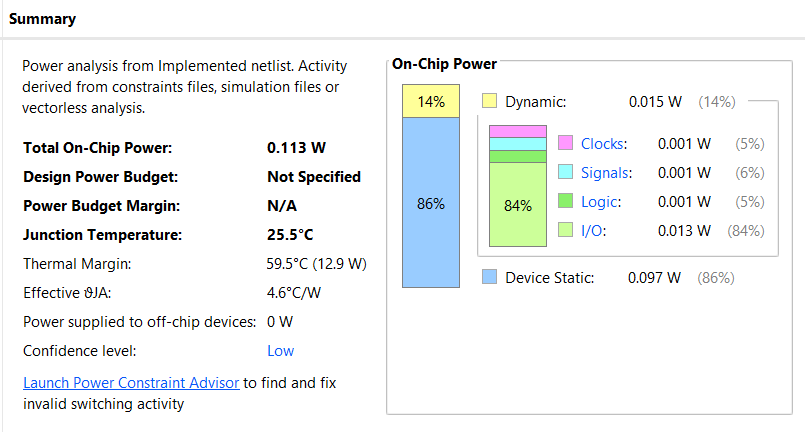 Summary
Power analysis from Implemented netlist. Activity
derived from constraints files, simulation files or
vectorless analysis.
Total On-Chip Power: 0.113 W
Design Power Budget: Not Specified
Power Budget Margin: N/A
Junction Temperature: 25.5°C
Thermal Margin: 59.5°C (12.9 W)
Effective ϑJA: 4.6°C/W
Power supplied to off-chip devices: 0 W
Confidence level: Low
Launch Power Constraint Advisor to find and fix
invalid switching activity
On-Chip Power
14%
86%
Dynamic: 0.015 W (14%)
84%
Clocks: 0.001 W (5%)
Signals: 0.001 W (6%)
Logic: 0.001 W (5%)
I/O: 0.013 W (84%)
Device Static: 0.097 W (86%)